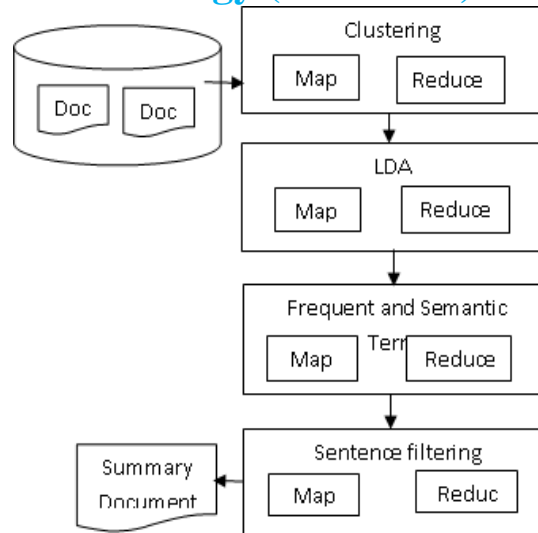 Clustering
Doc Doc
Map Reduce
LDA
Map Reduce
Frequent and Semantic
Map Reduce
Sentence filtering
Summary
Document
Map Reduc